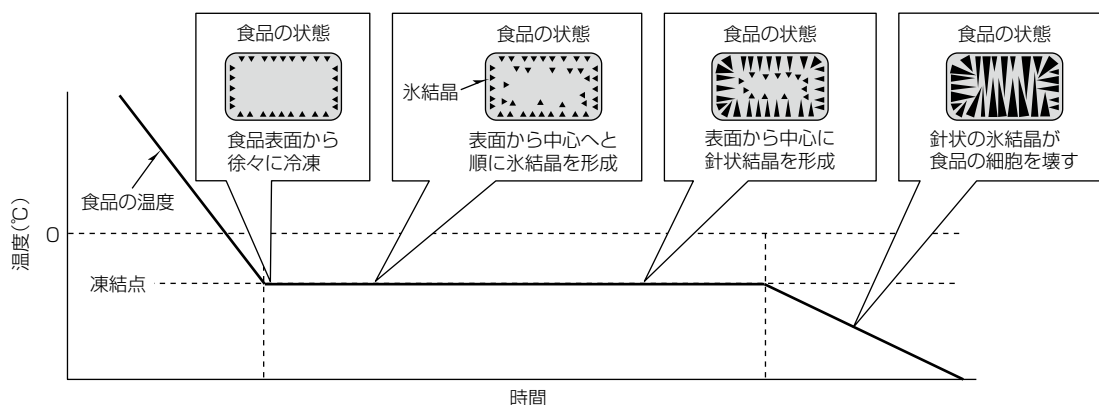 食品の状態
食品表面から
徐々に冷凍
食品の状態
氷結晶
表面から中心へと
順に氷結晶を形成
食品の状態
表面から中心に
針状結晶を形成
食品の状態
針状の氷結晶が
食品の細胞を壊す
食品の温度
温度(℃)
0
凍結点
時間